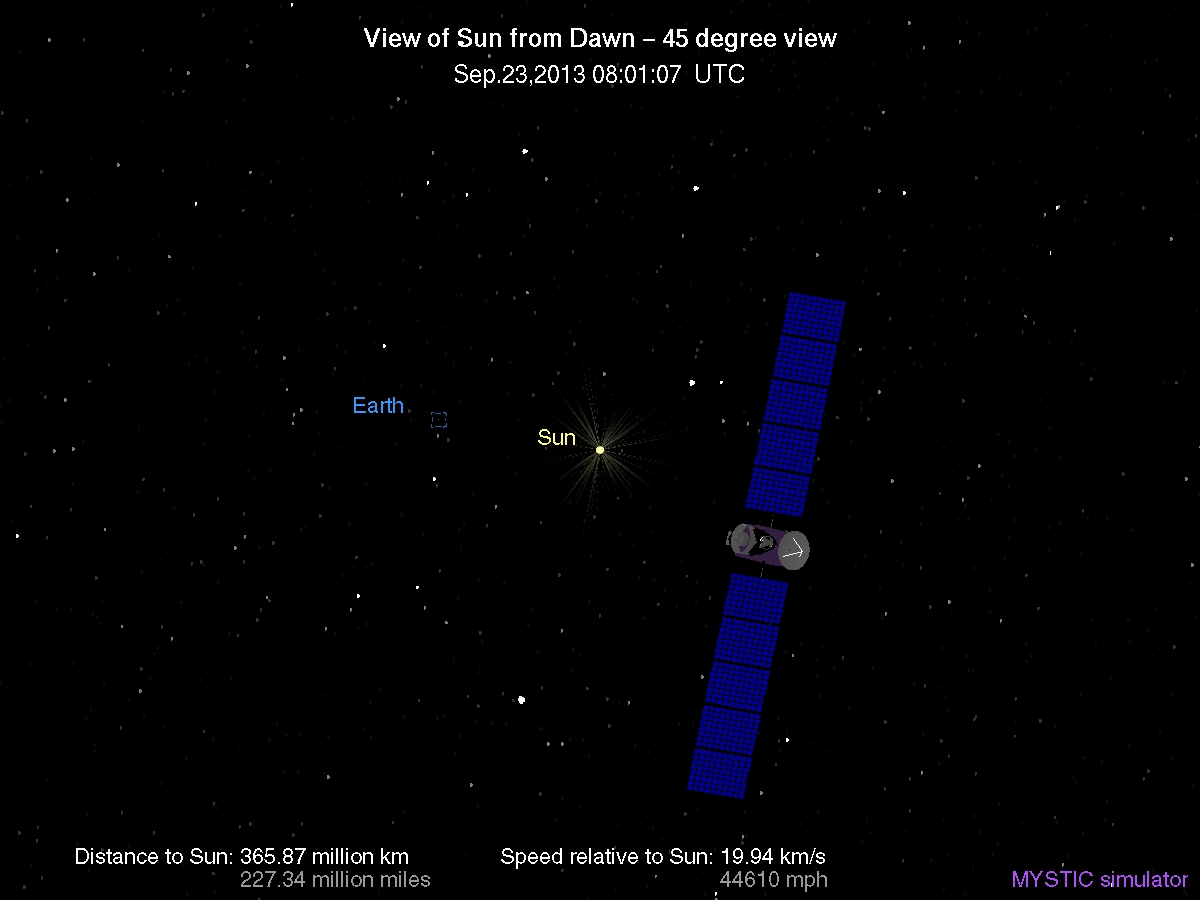 View of Sun from Dawn – 45 degree view
Sep.23,2013 08:01:07 UTC
Earth
Sun
Distance to Sun: 365.87 million km
227.34 million miles
Speed relative to Sun: 19.94 km/s
44610 mph
MYSTIC simulator